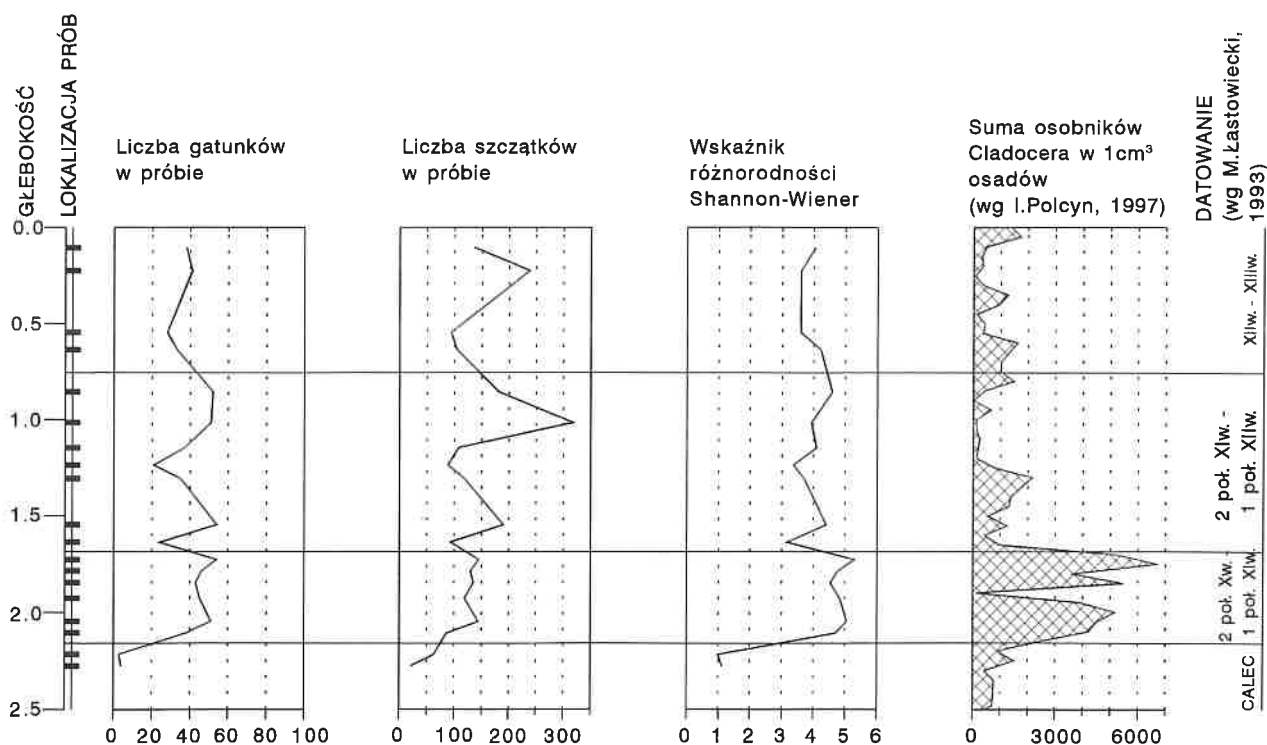 GŁEBOKOŚĆ
LOKALIZACJA PRÓB
Liczba gatunków
w próbie
Liczba szczątków
w próbie
Wskaźnik
różnorodności
Shannon-Wiener
Suma osobników
Cladocera w 1cm³
osadów
(wg I.Polcyn, 1997)
DATOWANIE
(wg M.Łastowiecki,
1993)
0.0
0.5
1.0
1.5
2.0
2.5
XIIw. - XIIIw.
2 poł. XIw. -
1 poł. XIIw.
2 poł. Xw. -
1 poł. XIw.
CALEC
0 20 40 60 80 100
0 100 200 300
0 1 2 3 4 5 6
0 3000 6000